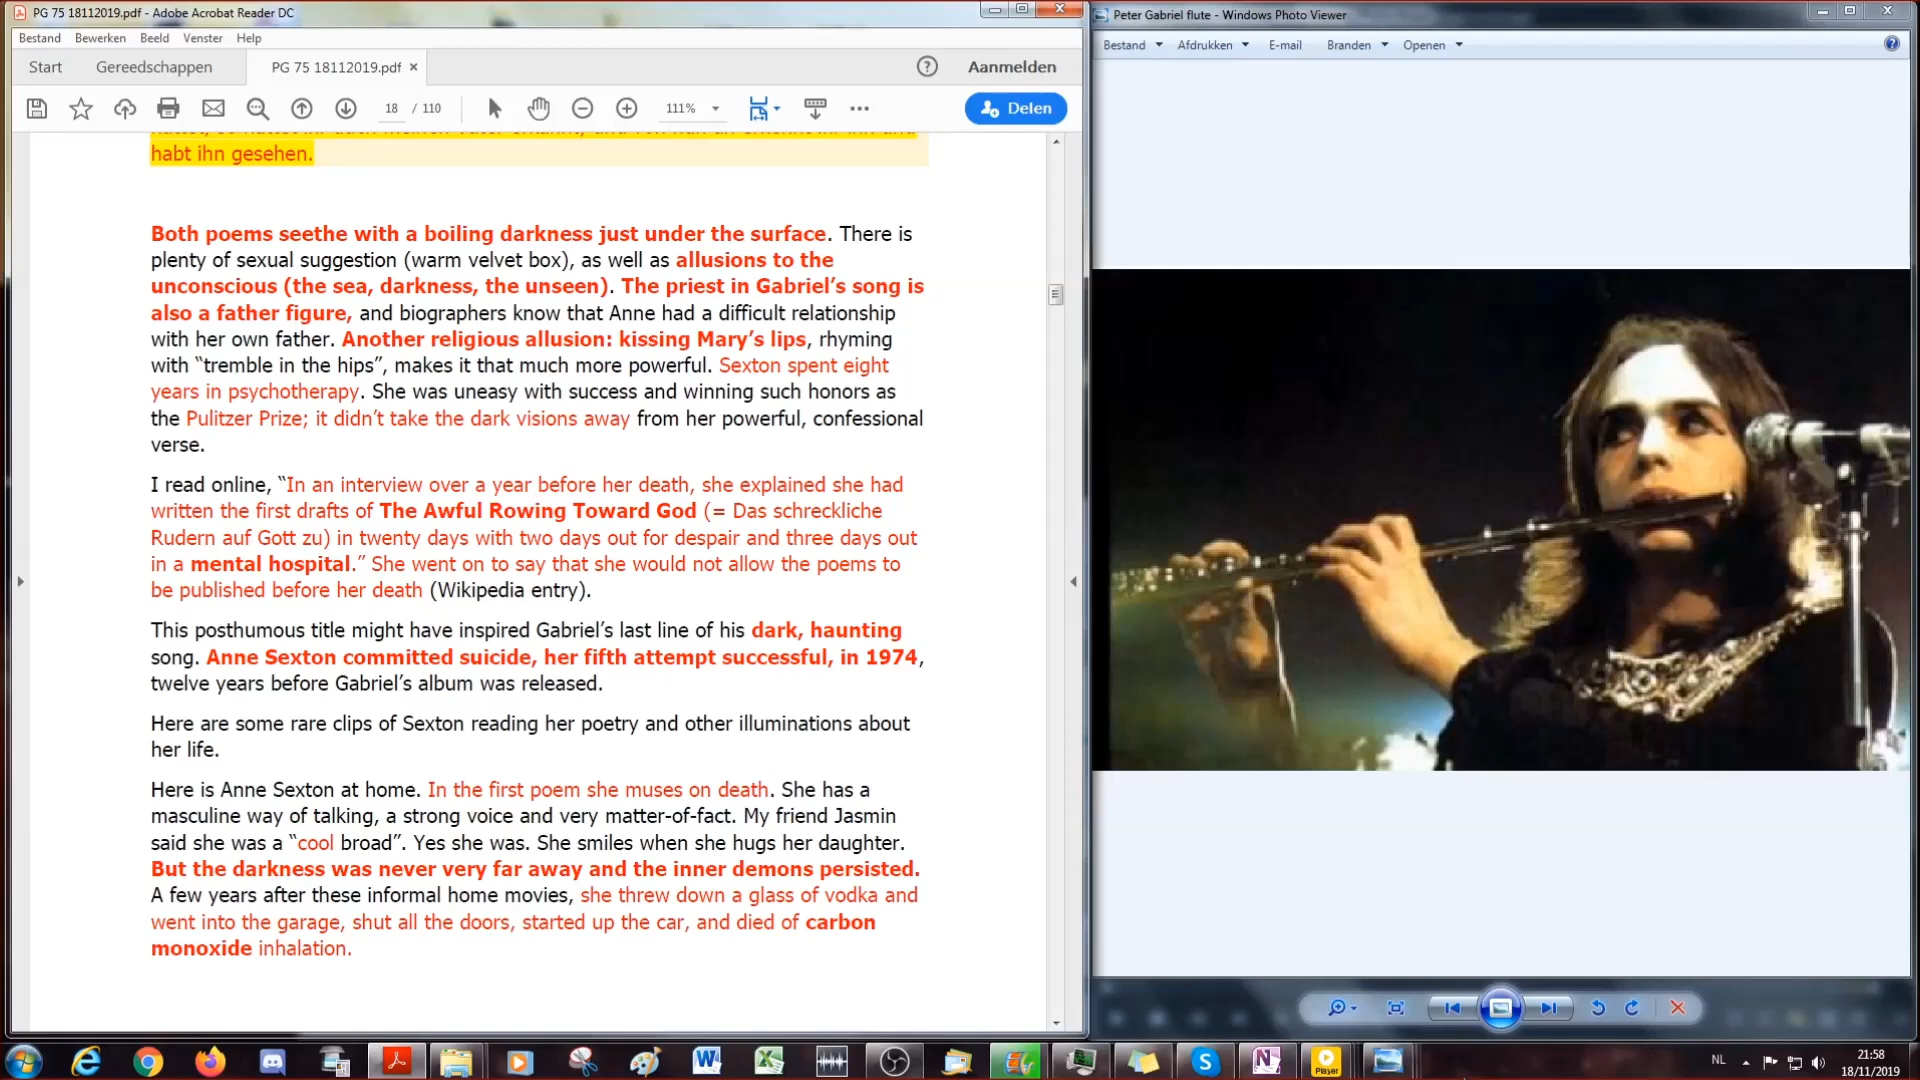 PG 75 18112019.pdf - Adobe Acrobat Reader DC
Bestand Bewerken Beeld Venster Help
Start Gereedschappen PG 75 18112019.pdf × Aanmelden
18 / 110 111% Delen
habt ihn gesehen.
Both poems seethe with a boiling darkness just under the surface. There is
plenty of sexual suggestion (warm velvet box), as well as allusions to the
unconscious (the sea, darkness, the unseen). The priest in Gabriel’s song is
also a father figure, and biographers know that Anne had a difficult relationship
with her own father. Another religious allusion: kissing Mary’s lips, rhyming
with “tremble in the hips”, makes it that much more powerful. Sexton spent eight
years in psychotherapy. She was uneasy with success and winning such honors as
the Pulitzer Prize; it didn’t take the dark visions away from her powerful, confessional
verse.
I read online, “In an interview over a year before her death, she explained she had
written the first drafts of The Awful Rowing Toward God (= Das schreckliche
Rudern auf Gott zu) in twenty days with two days out for despair and three days out
in a mental hospital.” She went on to say that she would not allow the poems to
be published before her death (Wikipedia entry).
This posthumous title might have inspired Gabriel’s last line of his dark, haunting
song. Anne Sexton committed suicide, her fifth attempt successful, in 1974,
twelve years before Gabriel’s album was released.
Here are some rare clips of Sexton reading her poetry and other illuminations about
her life.
Here is Anne Sexton at home. In the first poem she muses on death. She has a
masculine way of talking, a strong voice and very matter-of-fact. My friend Jasmin
said she was a “cool broad”. Yes she was. She smiles when she hugs her daughter.
But the darkness was never very far away and the inner demons persisted.
A few years after these informal home movies, she threw down a glass of vodka and
went into the garage, shut all the doors, started up the car, and died of carbon
monoxide inhalation.
Peter Gabriel flute - Windows Photo Viewer
Bestand Afdrukken E-mail Branden Openen
Player
NL
21:58
18/11/2019